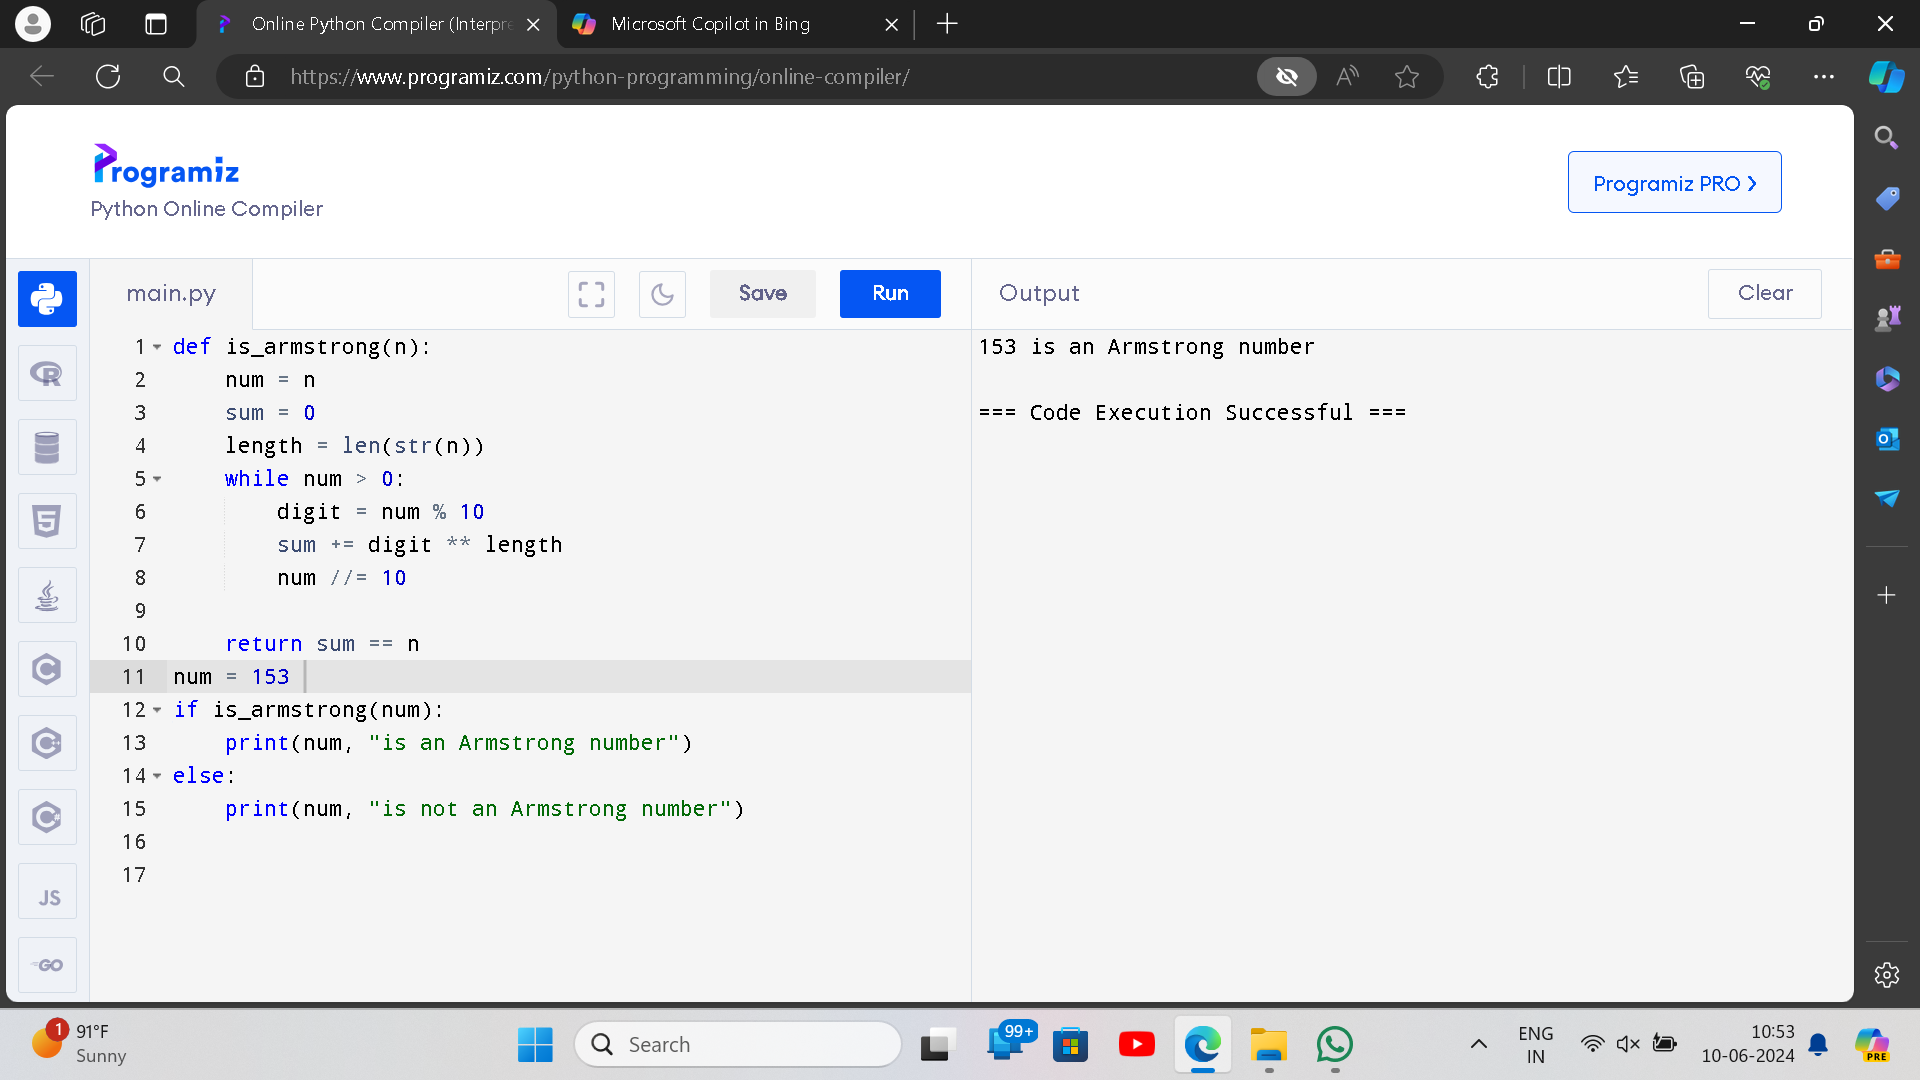 Online Python Compiler (Interpre
Microsoft Copilot in Bing
https://www.programiz.com/python-programming/online-compiler/
Programiz
Python Online Compiler
Programiz PRO
main.py
Save
Run
Output
Clear
1 def is_armstrong(n):
2     num = n
3     sum = 0
4     length = len(str(n))
5     while num > 0:
6         digit = num % 10
7         sum += digit ** length
8         num //= 10
9
10     return sum == n
11 num = 153
12 if is_armstrong(num):
13     print(num, "is an Armstrong number")
14 else:
15     print(num, "is not an Armstrong number")
16
17
153 is an Armstrong number
=== Code Execution Successful ===
R
5
C
C++
C#
JS
GO
1
91°F
Sunny
Search
99+
ENG
IN
10:53
10-06-2024
PRE